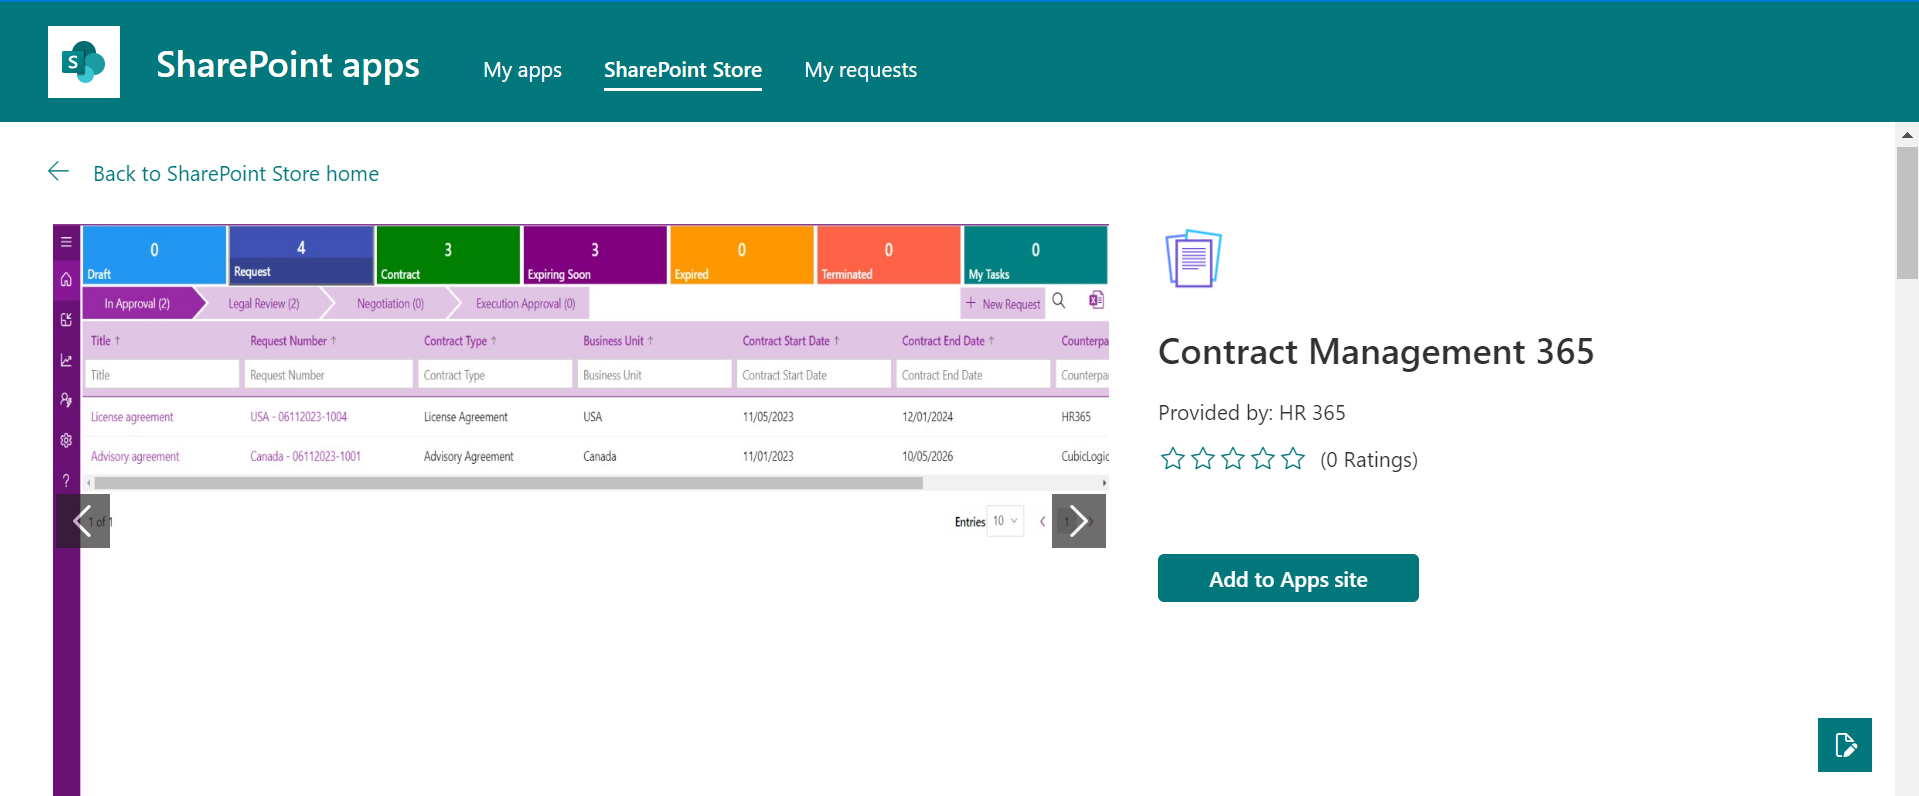 S
SharePoint apps
My apps
SharePoint Store
My requests
Back to SharePoint Store home
0
Draft
4
Request
3
Contract
3
Expiring Soon
0
Expired
0
Terminated
0
My Tasks
In Approval (2)
Legal Review (2)
Negotiation (0)
Execution Approval (0)
+ New Request
Title ↑
Request Number ↑
Contract Type ↑
Business Unit ↑
Contract Start Date ↑
Contract End Date ↑
Counterpa
Title
Request Number
Contract Type
Business Unit
Contract Start Date
Contract End Date
Counterpa
License agreement
USA - 06112023-1004
License Agreement
USA
11/05/2023
12/01/2024
HR365
Advisory agreement
Canada - 06112023-1001
Advisory Agreement
Canada
11/01/2023
10/05/2026
CubicLogic
?
1 of 1
Entries
10
1
Contract Management 365
Provided by: HR 365
(0 Ratings)
Add to Apps site